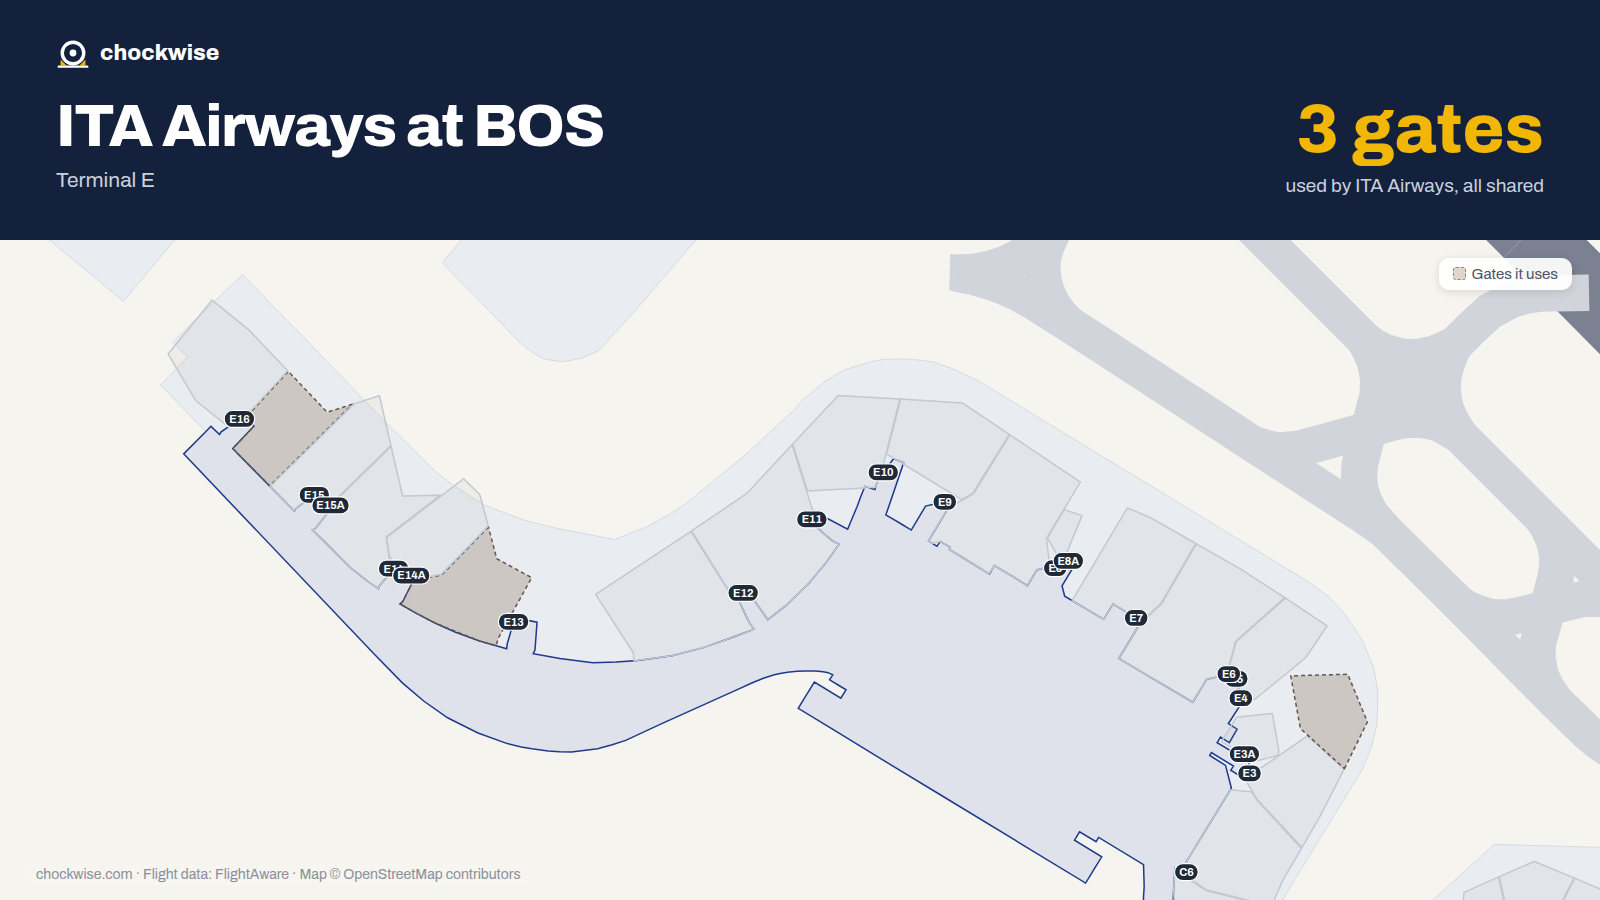 chockwise
ITA Airways at BOS
Terminal E
3 gates
used by ITA Airways, all shared
Gates it uses
E16
E15
E15A
E14A
E13
E12
E11
E10
E9
E8A
E7
E6
E4
E3A
E3
C6
chockwise.com · Flight data: FlightAware · Map © OpenStreetMap contributors